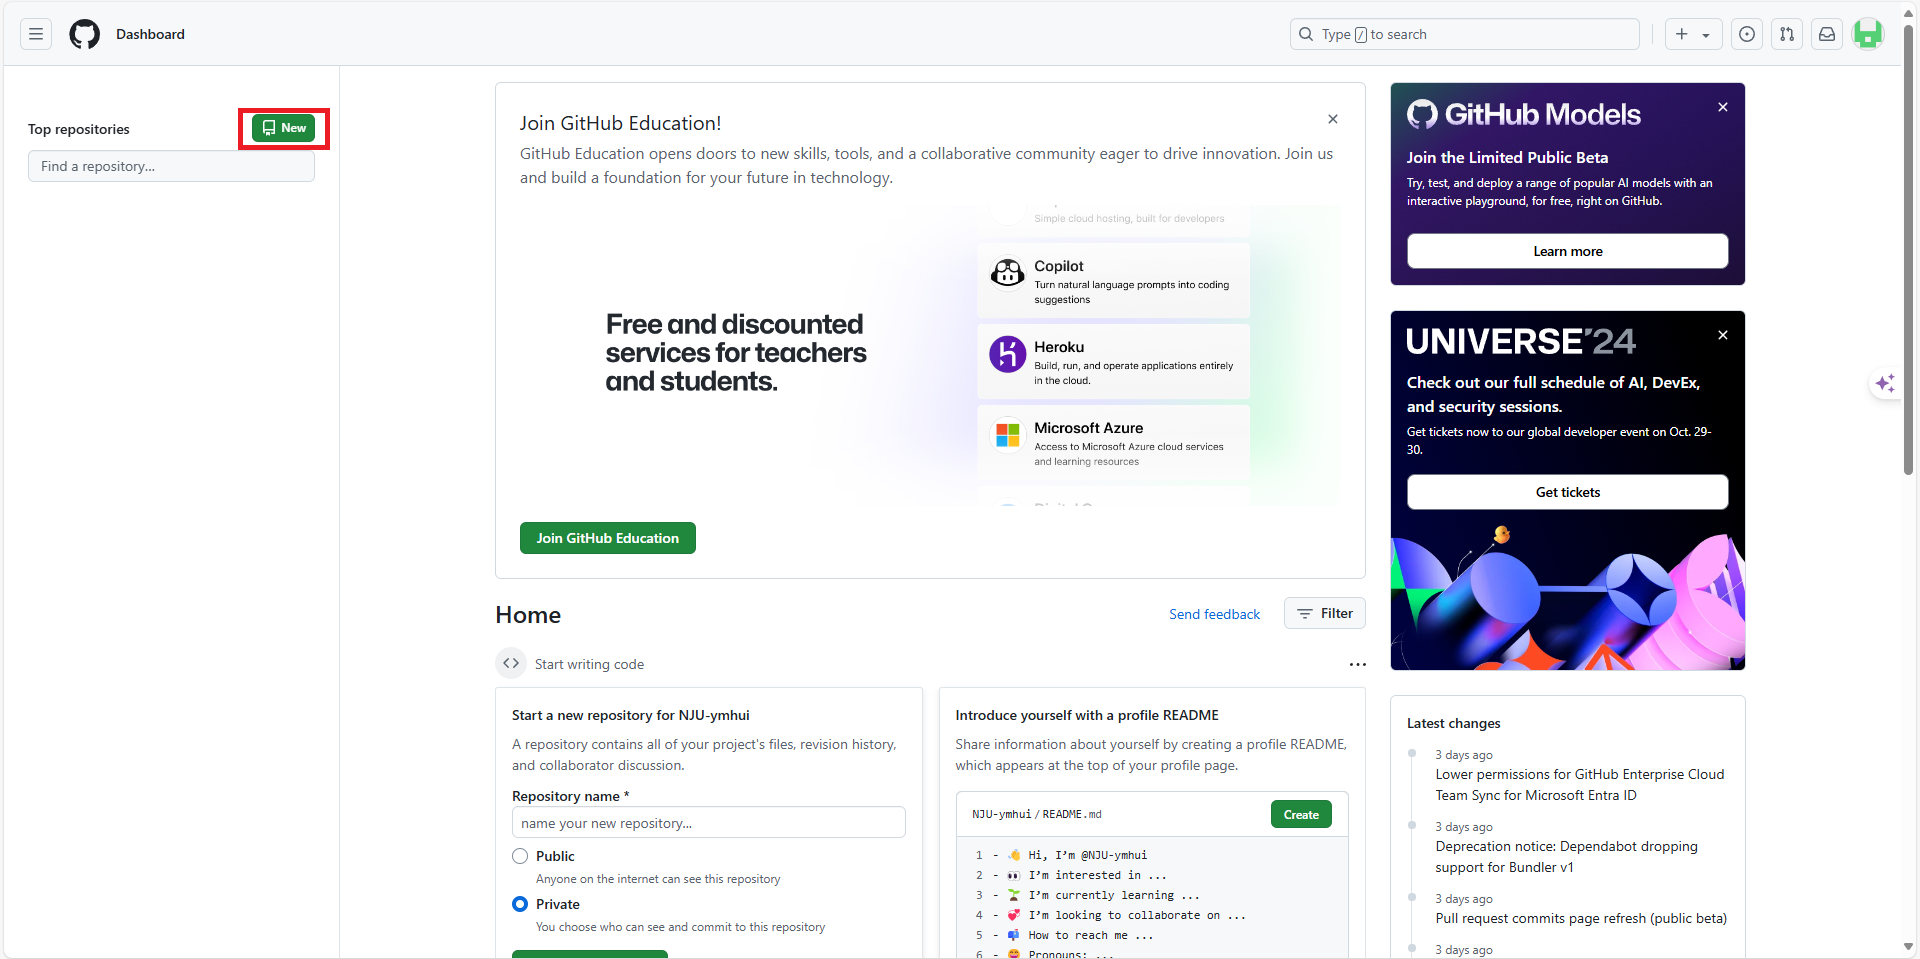 Dashboard
Type / to search
Top repositories
New
Find a repository...
Join GitHub Education!
GitHub Education opens doors to new skills, tools, and a collaborative community eager to drive innovation. Join us
and build a foundation for your future in technology.
Free and discounted
services for teachers
and students.
Simple cloud hosting, built for developers
Copilot
Turn natural language prompts into coding
suggestions
Heroku
Build, run, and operate applications entirely
in the cloud.
Microsoft Azure
Access to Microsoft Azure cloud services
and learning resources
Join GitHub Education
Home
Send feedback
Filter
Start writing code
Start a new repository for NJU-ymhui
A repository contains all of your project's files, revision history,
and collaborator discussion.
Repository name *
name your new repository...
Public
Anyone on the internet can see this repository
Private
You choose who can see and commit to this repository
Introduce yourself with a profile README
Share information about yourself by creating a profile README,
which appears at the top of your profile page.
NJU-ymhui/README.md
Create
1 - 👋 Hi, I'm @NJU-ymhui
2 - 👀 I'm interested in ...
3 - 🌱 I'm currently learning ...
4 - 💞️ I'm looking to collaborate on ...
5 - 📫 How to reach me ...
6 - 😄 Pronouns: ...
GitHub Models
Join the Limited Public Beta
Try, test, and deploy a range of popular AI models with an
interactive playground, for free, right on GitHub.
Learn more
UNIVERSE'24
Check out our full schedule of AI, DevEx,
and security sessions.
Get tickets now to our global developer event on Oct. 29-
30.
Get tickets
Latest changes
3 days ago
Lower permissions for GitHub Enterprise Cloud
Team Sync for Microsoft Entra ID
3 days ago
Deprecation notice: Dependabot dropping
support for Bundler v1
3 days ago
Pull request commits page refresh (public beta)
3 days ago